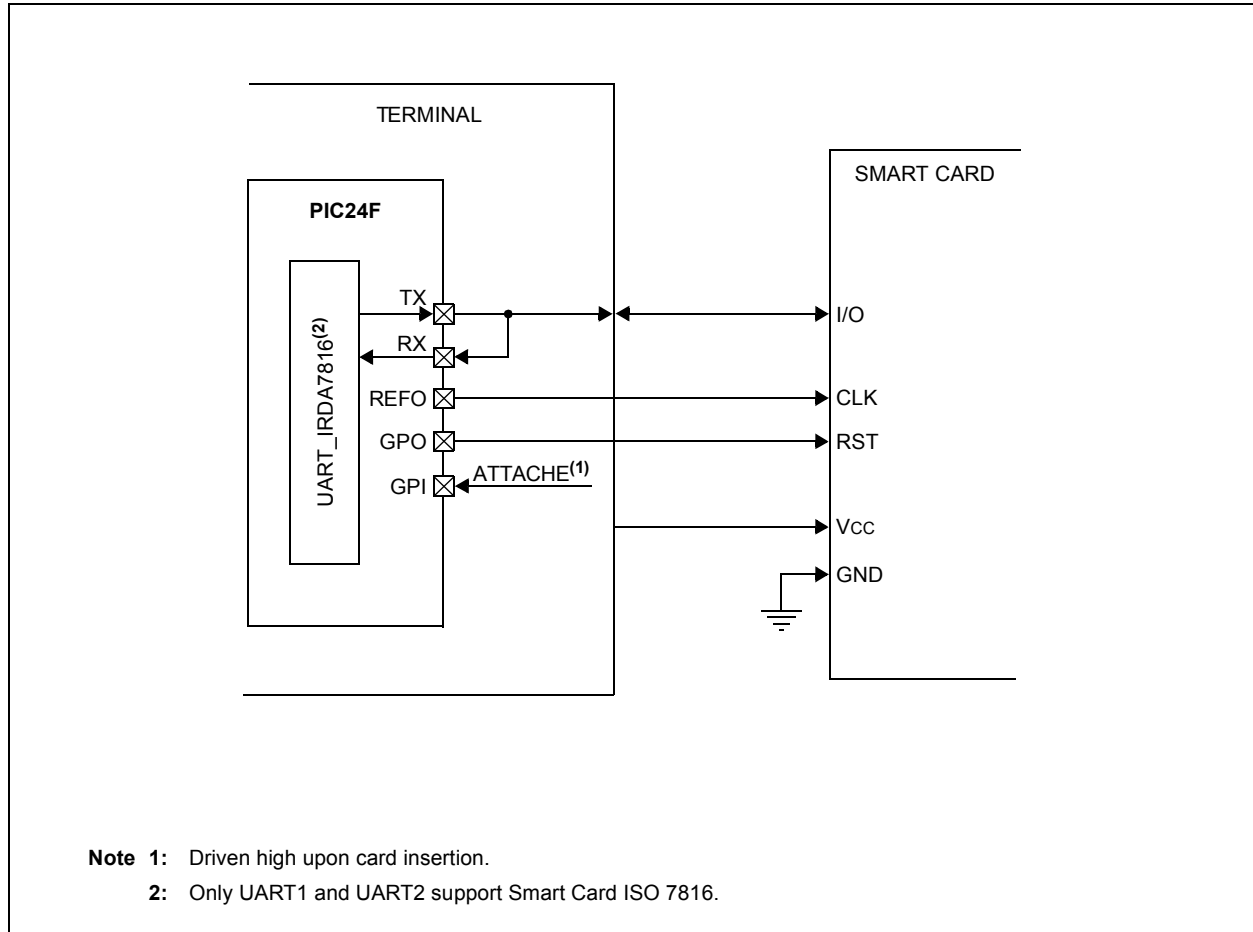 TERMINAL
SMART CARD
PIC24F
UART_IRDA7816(2)
TX
I/O
RX
REFO
CLK
GPO
RST
GPI
ATTACHE(1)
VCC
GND
Note 1: Driven high upon card insertion.
2: Only UART1 and UART2 support Smart Card ISO 7816.